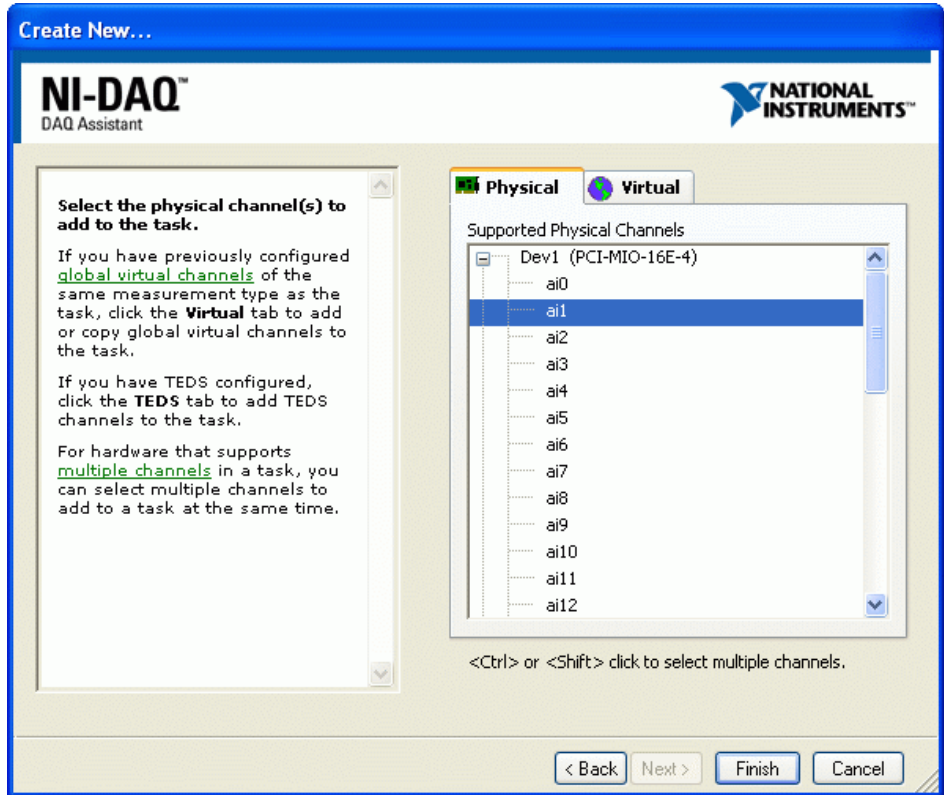 Create New...
NI-DAQ™
DAQ Assistant
NATIONAL
INSTRUMENTS™
Select the physical channel(s) to
add to the task.
If you have previously configured
global virtual channels of the
same measurement type as the
task, click the Virtual tab to add
or copy global virtual channels to
the task.
If you have TEDS configured,
click the TEDS tab to add TEDS
channels to the task.
For hardware that supports
multiple channels in a task, you
can select multiple channels to
add to a task at the same time.
Physical
Virtual
Supported Physical Channels
Dev1 (PCI-MIO-16E-4)
ai0
ai1
ai2
ai3
ai4
ai5
ai6
ai7
ai8
ai9
ai10
ai11
ai12
<Ctrl> or <Shift> click to select multiple channels.
< Back
Next >
Finish
Cancel